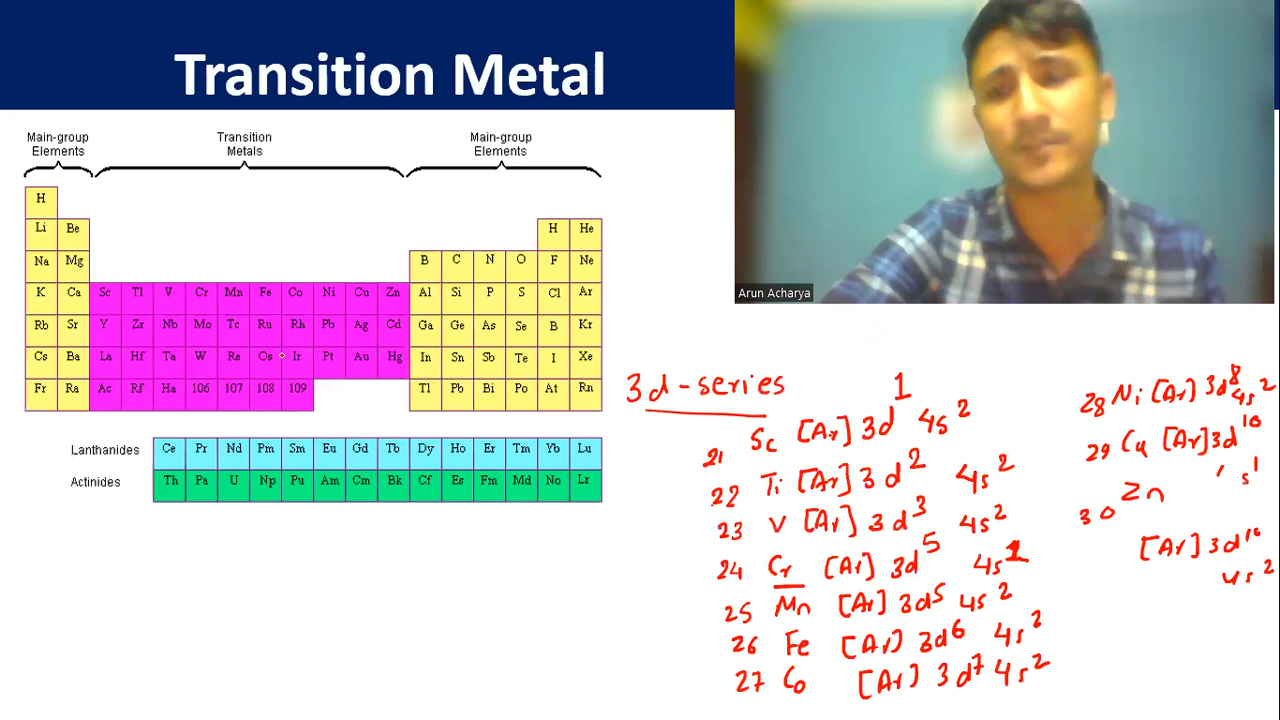 Transition Metal
Main-group Elements
Transition Metals
Main-group Elements
H
Li Be H He
Na Mg B C N O F Ne
K Ca Sc Tl V Cr Mn Fe Co Ni Cu Zn Al Si P S Cl Ar
Rb Sr Y Zr Nb Mo Tc Ru Rh Pb Ag Cd Ga Ge As Se B Kr
Cs Ba La Hf Ta W Re Os Ir Pt Au Hg In Sn Sb Te I Xe
Fr Ra Ac Rf Ha 106 107 108 109 Tl Pb Bi Po At Rn
Lanthanides Ce Pr Nd Pm Sm Eu Gd Tb Dy Ho Er Tm Yb Lu
Actinides Th Pa U Np Pu Am Cm Bk Cf Es Fm Md No Lr
Arun Acharya
3d-series
21 Sc [Ar] 3d1 4s2
22 Ti [Ar] 3d2 4s2
23 V [Ar] 3d3 4s2
24 Cr [Ar] 3d5 4s1
25 Mn [Ar] 3d5 4s2
26 Fe [Ar] 3d6 4s2
27 Co [Ar] 3d7 4s2
28 Ni [Ar] 3d8 4s2
29 Cu [Ar] 3d10
s1
30 Zn
[Ar] 3d10
4s2